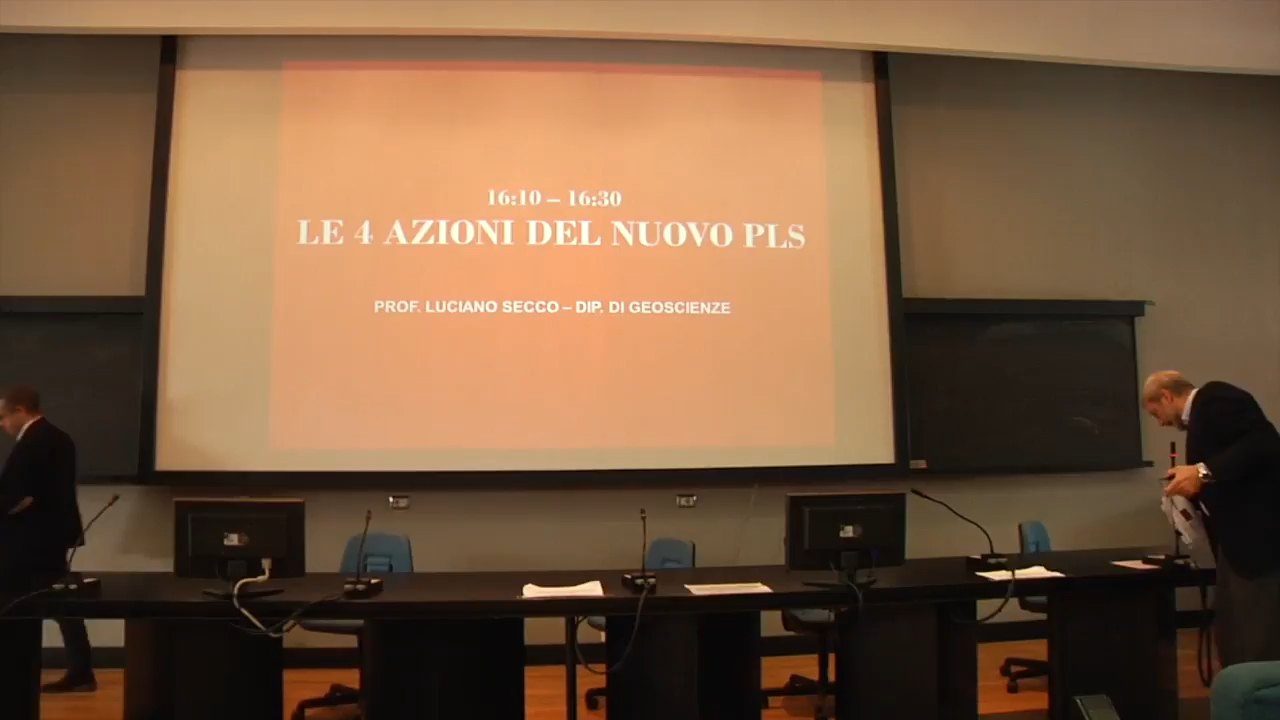 16:10 – 16:30
LE 4 AZIONI DEL NUOVO PLS
PROF. LUCIANO SECCO – DIP. DI GEOSCIENZE